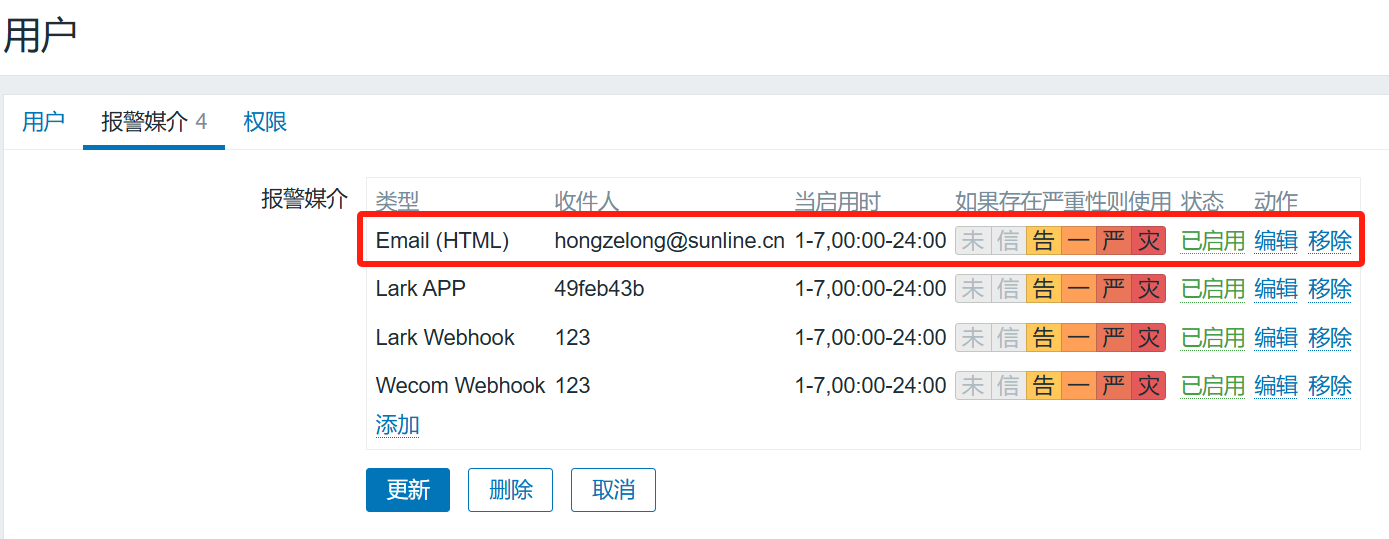 用户
用户 报警媒介 4 权限
报警媒介 类型 收件人 当启用时 如果存在严重性则使用 状态 动作
Email (HTML) hongzelong@sunline.cn 1-7,00:00-24:00 未 信 告 一 严 灾 已启用 编辑 移除
Lark APP 49feb43b 1-7,00:00-24:00 未 信 告 一 严 灾 已启用 编辑 移除
Lark Webhook 123 1-7,00:00-24:00 未 信 告 一 严 灾 已启用 编辑 移除
Wecom Webhook 123 1-7,00:00-24:00 未 信 告 一 严 灾 已启用 编辑 移除
添加
更新 删除 取消